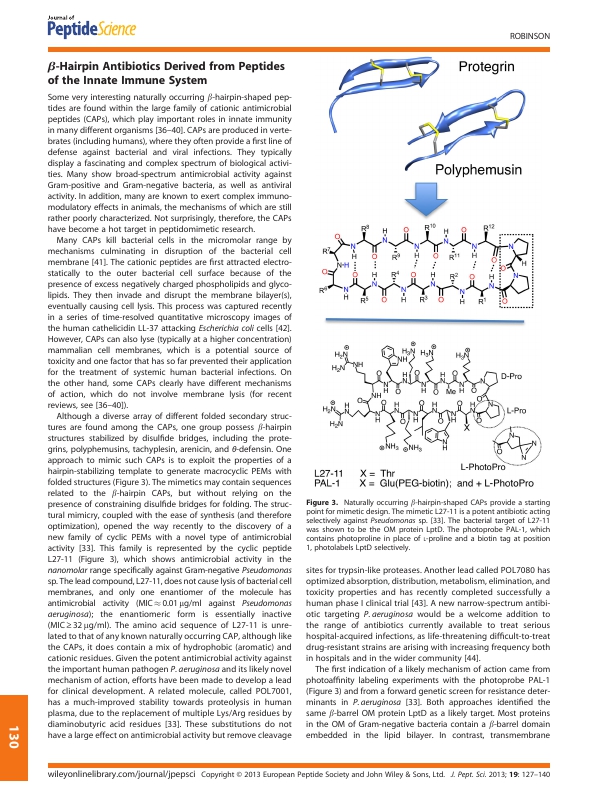 Journal of
PeptideScience
ROBINSON
β-Hairpin Antibiotics Derived from Peptides
of the Innate Immune System
Some very interesting naturally occurring β-hairpin-shaped pep-
tides are found within the large family of cationic antimicrobial
peptides (CAPs), which play important roles in innate immunity
in many different organisms [36–40]. CAPs are produced in verte-
brates (including humans), where they often provide a first line of
defense against bacterial and viral infections. They typically
display a fascinating and complex spectrum of biological activi-
ties. Many show broad-spectrum antimicrobial activity against
Gram-positive and Gram-negative bacteria, as well as antiviral
activity. In addition, many are known to exert complex immuno-
modulatory effects in animals, the mechanisms of which are still
rather poorly characterized. Not surprisingly, therefore, the CAPs
have become a hot target in peptidomimetic research.
Many CAPs kill bacterial cells in the micromolar range by
mechanisms culminating in disruption of the bacterial cell
membrane [41]. The cationic peptides are first attracted electro-
statically to the outer bacterial cell surface because of the
presence of excess negatively charged phospholipids and glyco-
lipids. They then invade and disrupt the membrane bilayer(s),
eventually causing cell lysis. This process was captured recently
in a series of time-resolved quantitative microscopy images of
the human cathelicidin LL-37 attacking Escherichia coli cells [42].
However, CAPs can also lyse (typically at a higher concentration)
mammalian cell membranes, which is a potential source of
toxicity and one factor that has so far prevented their application
for the treatment of systemic human bacterial infections. On
the other hand, some CAPs clearly have different mechanisms
of action, which do not involve membrane lysis (for recent
reviews, see [36–40]).
Although a diverse array of different folded secondary struc-
tures are found among the CAPs, one group possess β-hairpin
structures stabilized by disulfide bridges, including the prote-
grins, polyphemusins, tachyplesin, arenicin, and θ-defensin. One
approach to mimic such CAPs is to exploit the properties of a
hairpin-stabilizing template to generate macrocyclic PEMs with
folded structures (Figure 3). The mimetics may contain sequences
related to the β-hairpin CAPs, but without relying on the
presence of constraining disulfide bridges for folding. The struc-
tural mimicry, coupled with the ease of synthesis (and therefore
optimization), opened the way recently to the discovery of a
new family of cyclic PEMs with a novel type of antimicrobial
activity [33]. This family is represented by the cyclic peptide
L27-11 (Figure 3), which shows antimicrobial activity in the
nanomolar range specifically against Gram-negative Pseudomonas
sp. The lead compound, L27-11, does not cause lysis of bacterial cell
membranes, and only one enantiomer of the molecule has
antimicrobial activity (MIC ≈ 0.01 μg/ml against Pseudomonas
aeruginosa); the enantiomeric form is essentially inactive
(MIC ≥ 32 μg/ml). The amino acid sequence of L27-11 is unre-
lated to that of any known naturally occurring CAP, although like
the CAPs, it does contain a mix of hydrophobic (aromatic) and
cationic residues. Given the potent antimicrobial activity against
the important human pathogen P. aeruginosa and its likely novel
mechanism of action, efforts have been made to develop a lead
for clinical development. A related molecule, called POL7001,
has a much-improved stability towards proteolysis in human
plasma, due to the replacement of multiple Lys/Arg residues by
diaminobutyric acid residues [33]. These substitutions do not
have a large effect on antimicrobial activity but remove cleavage
Protegrin
Polyphemusin
R8
R10
R12
R7
R9
R11
R6
R5
R4
R3
R2
R1
D-Pro
L-Pro
Me
X
L-PhotoPro
L27-11 X = Thr
PAL-1 X = Glu(PEG-biotin); and + L-PhotoPro
Figure 3. Naturally occurring β-hairpin-shaped CAPs provide a starting
point for mimetic design. The mimetic L27-11 is a potent antibiotic acting
selectively against Pseudomonas sp. [33]. The bacterial target of L27-11
was shown to be the OM protein LptD. The photoprobe PAL-1, which
contains photoproline in place of L-proline and a biotin tag at position
1, photolabels LptD selectively.
sites for trypsin-like proteases. Another lead called POL7080 has
optimized absorption, distribution, metabolism, elimination, and
toxicity properties and has recently completed successfully a
human phase I clinical trial [43]. A new narrow-spectrum antibi-
otic targeting P. aeruginosa would be a welcome addition to
the range of antibiotics currently available to treat serious
hospital-acquired infections, as life-threatening difficult-to-treat
drug-resistant strains are arising with increasing frequency both
in hospitals and in the wider community [44].
The first indication of a likely mechanism of action came from
photoaffinity labeling experiments with the photoprobe PAL-1
(Figure 3) and from a forward genetic screen for resistance deter-
minants in P. aeruginosa [33]. Both approaches identified the
same β-barrel OM protein LptD as a likely target. Most proteins
in the OM of Gram-negative bacteria contain a β-barrel domain
embedded in the lipid bilayer. In contrast, transmembrane
130
wileyonlinelibrary.com/journal/jpepsci Copyright © 2013 European Peptide Society and John Wiley & Sons, Ltd. J. Pept. Sci. 2013; 19: 127–140